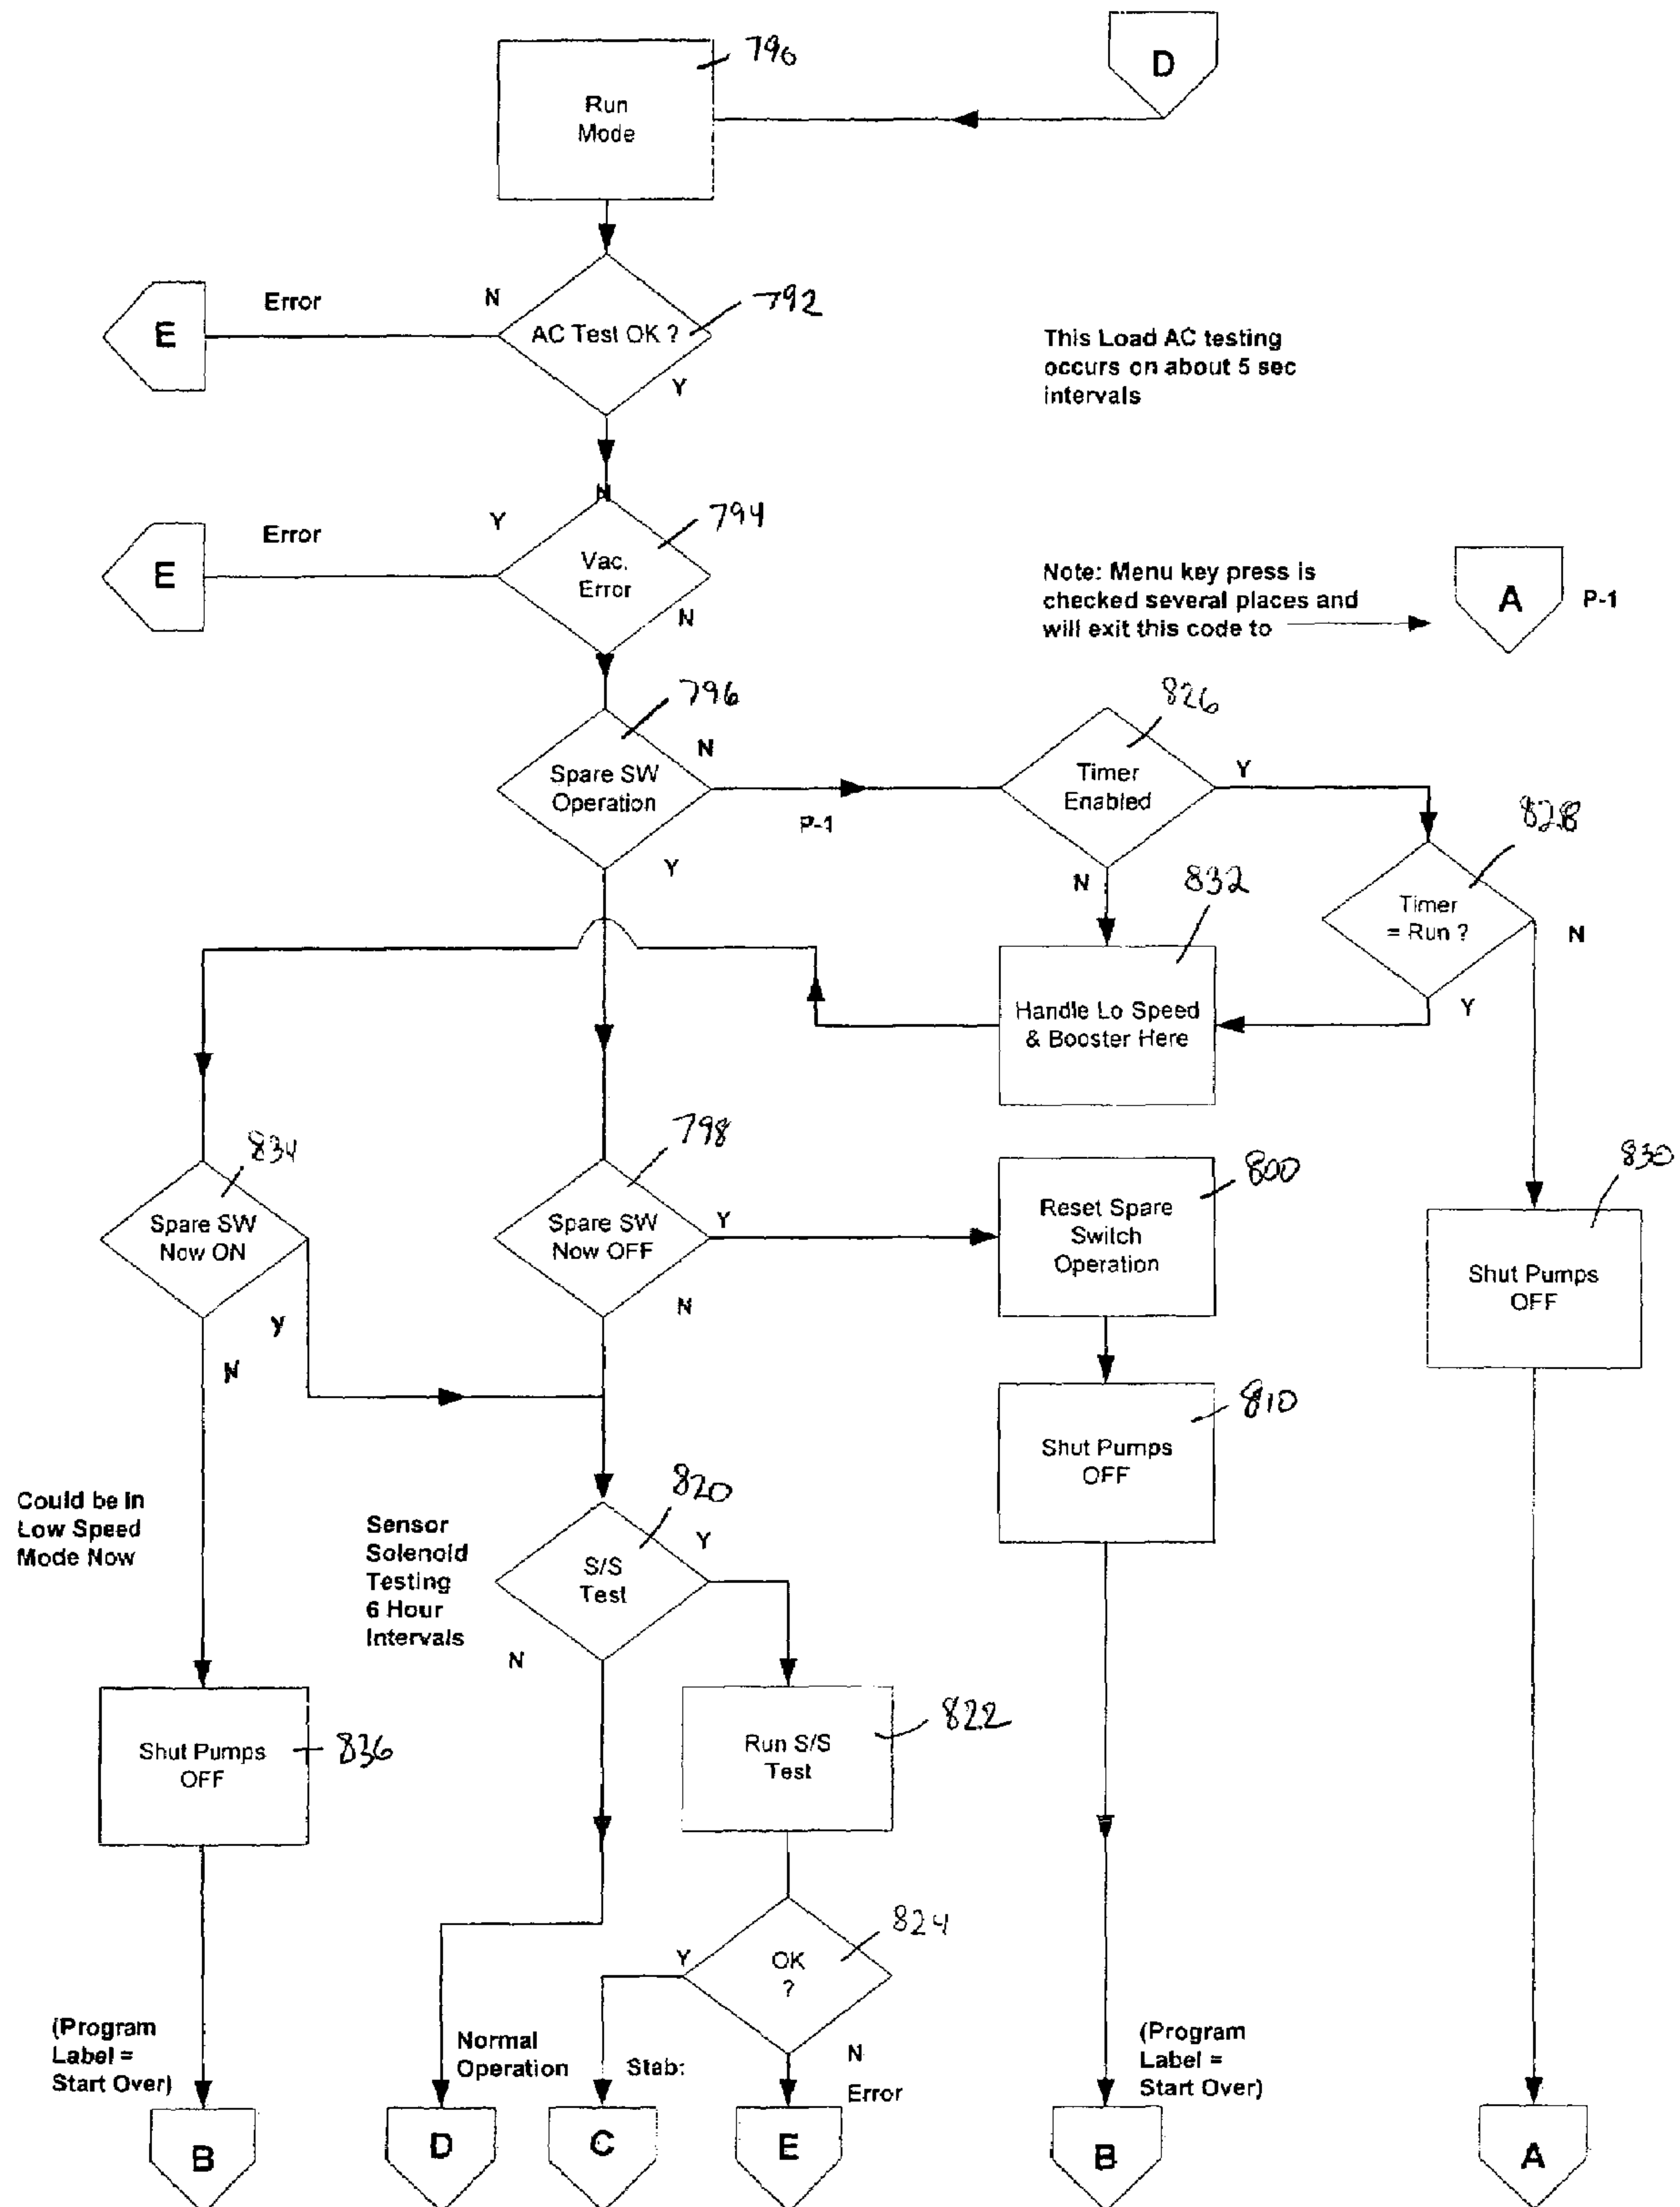 790
D
Run
Mode
Error
N
792
E
AC Test OK ?
Y
This Load AC testing
occurs on about 5 sec
intervals
N
Error
Y
794
E
Vac.
Error
N
Note: Menu key press is
checked several places and
will exit this code to
A
P-1
796
Spare SW
Operation
N
P-1
Y
826
Timer
Enabled
Y
N
828
Timer
= Run ?
N
Y
832
Handle Lo Speed
& Booster Here
834
Spare SW
Now ON
y
N
798
Spare SW
Now OFF
Y
N
800
Reset Spare
Switch
Operation
830
Shut Pumps
OFF
810
Shut Pumps
OFF
Could be in
Low Speed
Mode Now
Sensor
Solenoid
Testing
6 Hour
Intervals
820
S/S
Test
Y
N
836
Shut Pumps
OFF
822
Run S/S
Test
824
OK
?
Y
N
Error
(Program
Label =
Start Over)
Normal
Operation
Stab:
(Program
Label =
Start Over)
B
D
C
E
B
A